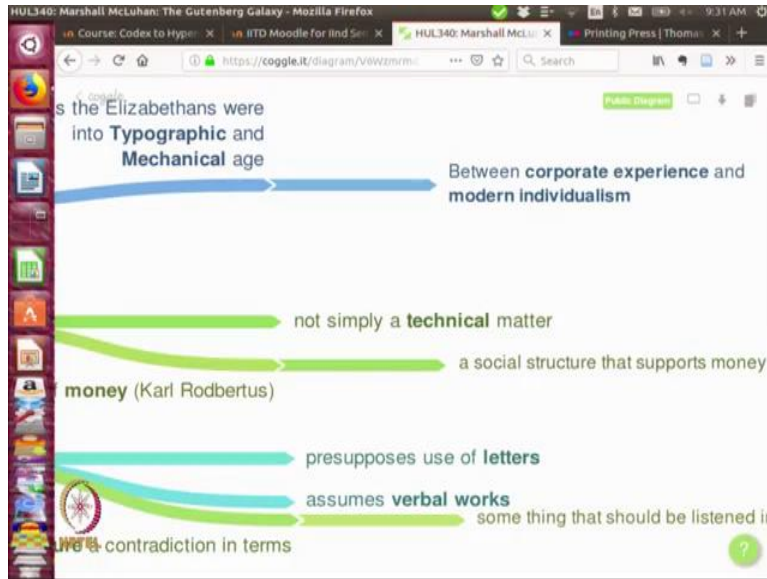 HUL340: Marshall McLuhan: The Gutenberg Galaxy - Mozilla Firefox
En
9:31 AM
Course: Codex to Hyper
IITD Moodle for IInd Se
HUL340: Marshall McLu
Printing Press | Thoma
https://coggle.it/diagram/
Search
coggle
Public Diagram
s the Elizabethans were
into Typographic and
Mechanical age
Between corporate experience and
modern individualism
not simply a technical matter
a social structure that supports money
money (Karl Rodbertus)
presupposes use of letters
assumes verbal works
some thing that should be listened i
ure a contradiction in terms
NPTEL
?